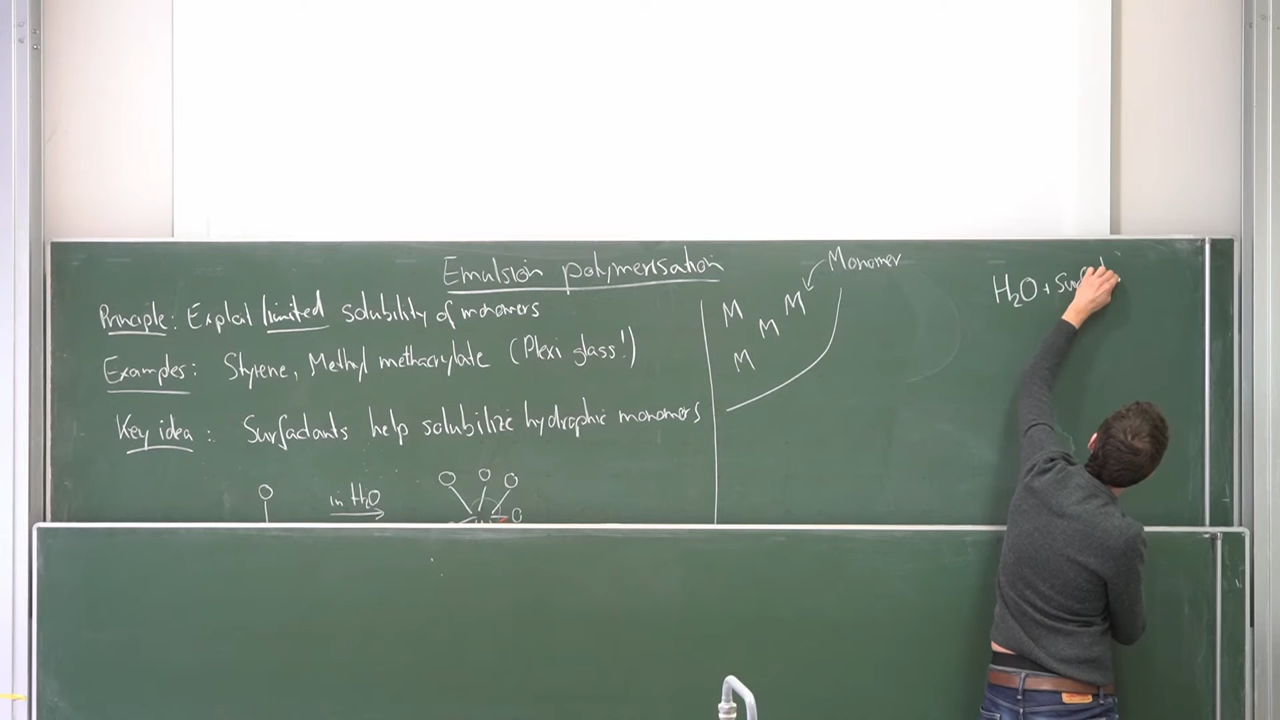 Emulsion polymerisation
Principle: Exploit limited solubility of monomers
Examples: Styrene, Methyl methacrylate (Plexi glass!)
Key idea: Surfactants help solubilize hydrophic monomers
in H2O
Monomer
M
M
M
M
H2O +